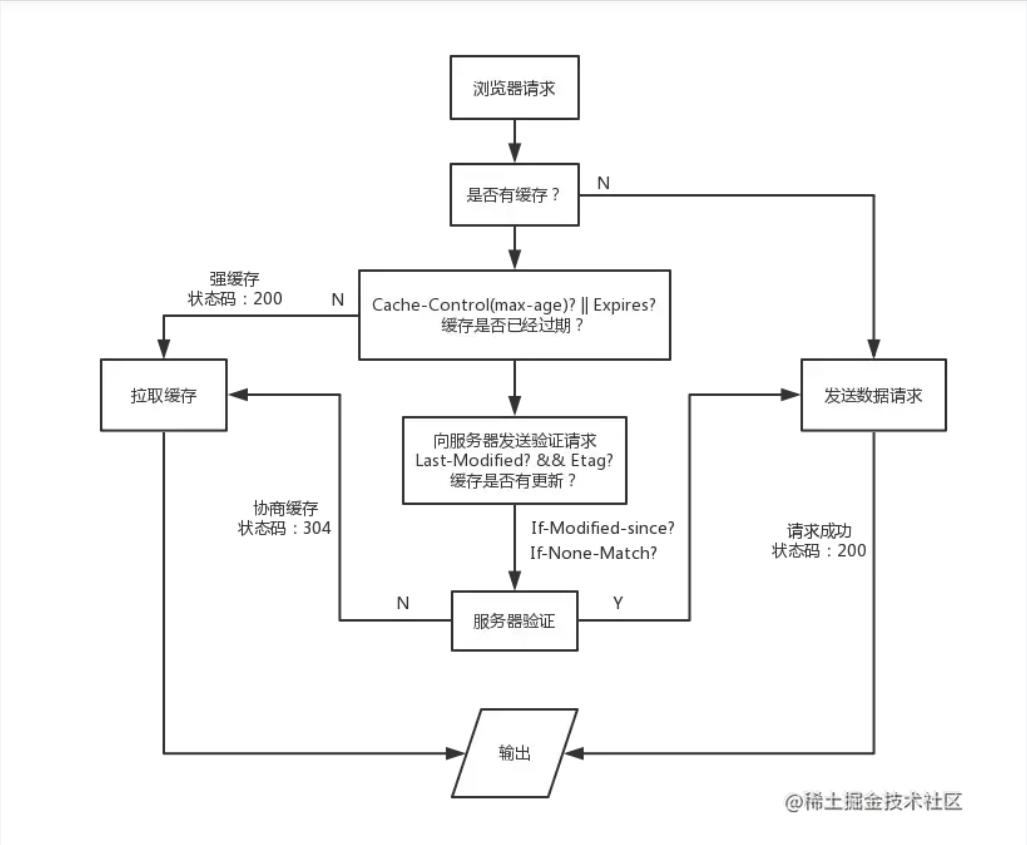 浏览器请求
是否有缓存？
N
强缓存
状态码：200
N
Cache-Control(max-age)? || Expires?
缓存是否已经过期？
拉取缓存
发送数据请求
向服务器发送验证请求
Last-Modified? && Etag?
缓存是否有更新？
协商缓存
状态码：304
If-Modified-since?
If-None-Match?
请求成功
状态码：200
N
服务器验证
Y
输出
@稀土掘金技术社区